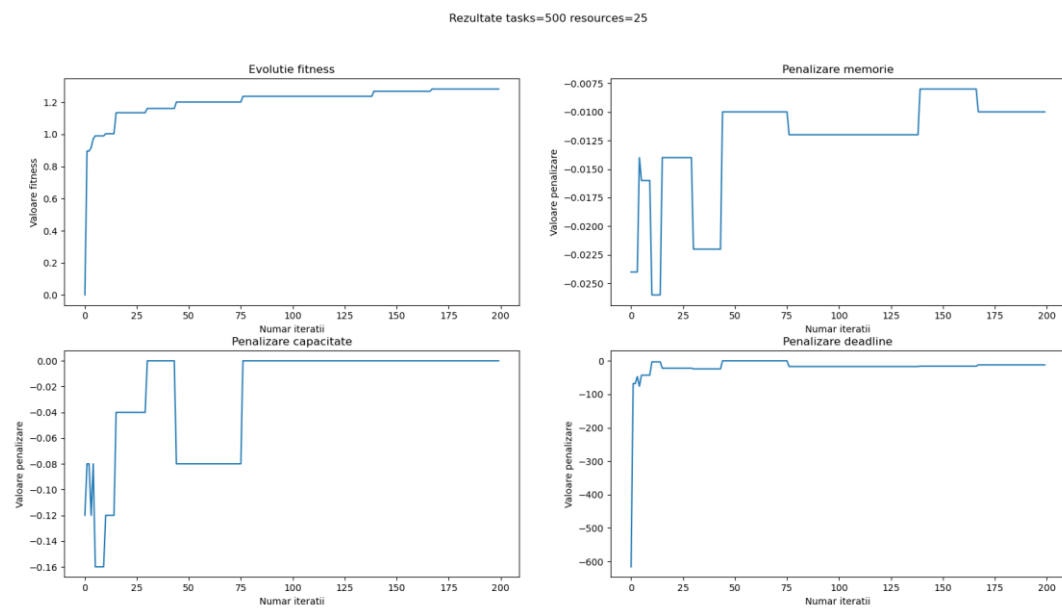 Rezultate tasks=500 resources=25
Evolutie fitness
Valoare fitness
1.2
1.0
0.8
0.6
0.4
0.2
0.0
0 25 50 75 100 125 150 175 200
Numar iteratii
Penalizare memorie
Valoare penalizare
−0.0075
−0.0100
−0.0125
−0.0150
−0.0175
−0.0200
−0.0225
−0.0250
0 25 50 75 100 125 150 175 200
Numar iteratii
Penalizare capacitate
Valoare penalizare
0.00
−0.02
−0.04
−0.06
−0.08
−0.10
−0.12
−0.14
−0.16
0 25 50 75 100 125 150 175 200
Numar iteratii
Penalizare deadline
Valoare penalizare
0
−100
−200
−300
−400
−500
−600
0 25 50 75 100 125 150 175 200
Numar iteratii